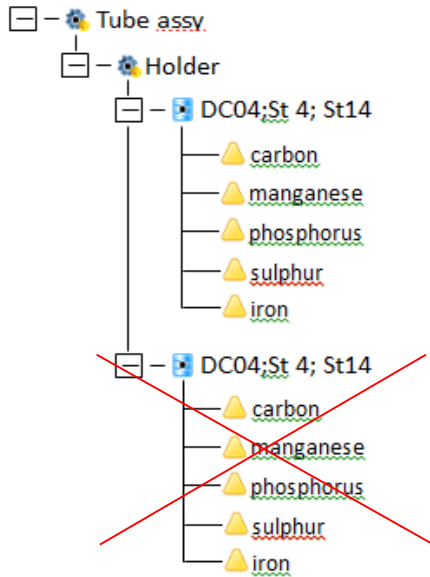 Tube assy
Holder
DC04;St 4; St14
carbon
manganese
phosphorus
sulphur
iron
DC04;St 4; St14
carbon
manganese
phosphorus
sulphur
iron